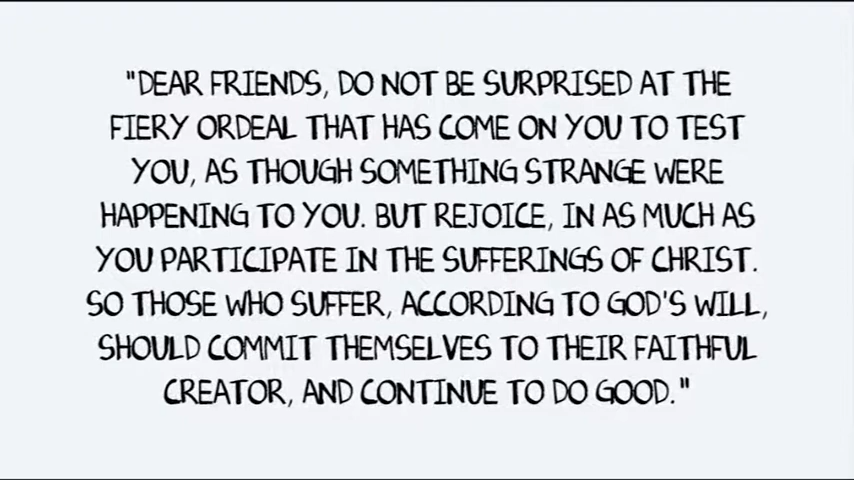 "DEAR FRIENDS, DO NOT BE SURPRISED AT THE
FIERY ORDEAL THAT HAS COME ON YOU TO TEST
YOU, AS THOUGH SOMETHING STRANGE WERE
HAPPENING TO YOU. BUT REJOICE, IN AS MUCH AS
YOU PARTICIPATE IN THE SUFFERINGS OF CHRIST.
SO THOSE WHO SUFFER, ACCORDING TO GOD'S WILL,
SHOULD COMMIT THEMSELVES TO THEIR FAITHFUL
CREATOR, AND CONTINUE TO DO GOOD."